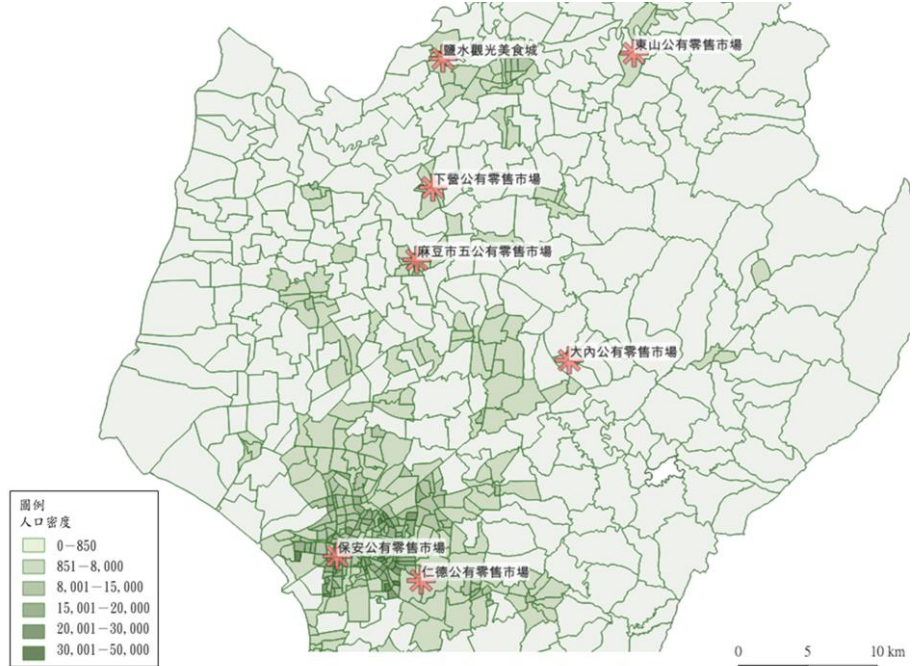 鹽水觀光美食城
東山公有零售市場
下營公有零售市場
麻豆市五公有零售市場
大內公有零售市場
保安公有零售市場
仁德公有零售市場
圖例
人口密度
0－850
851－8,000
8,001－15,000
15,001－20,000
20,001－30,000
30,001－50,000
0 5 10 km